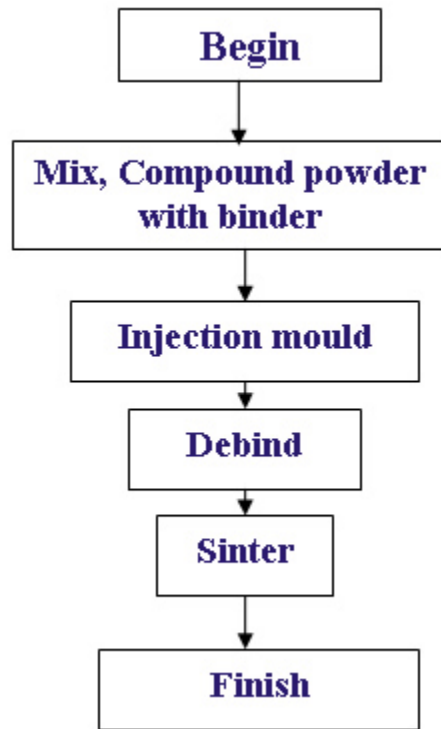 Begin
Mix, Compound powder
with binder
Injection mould
Debind
Sinter
Finish